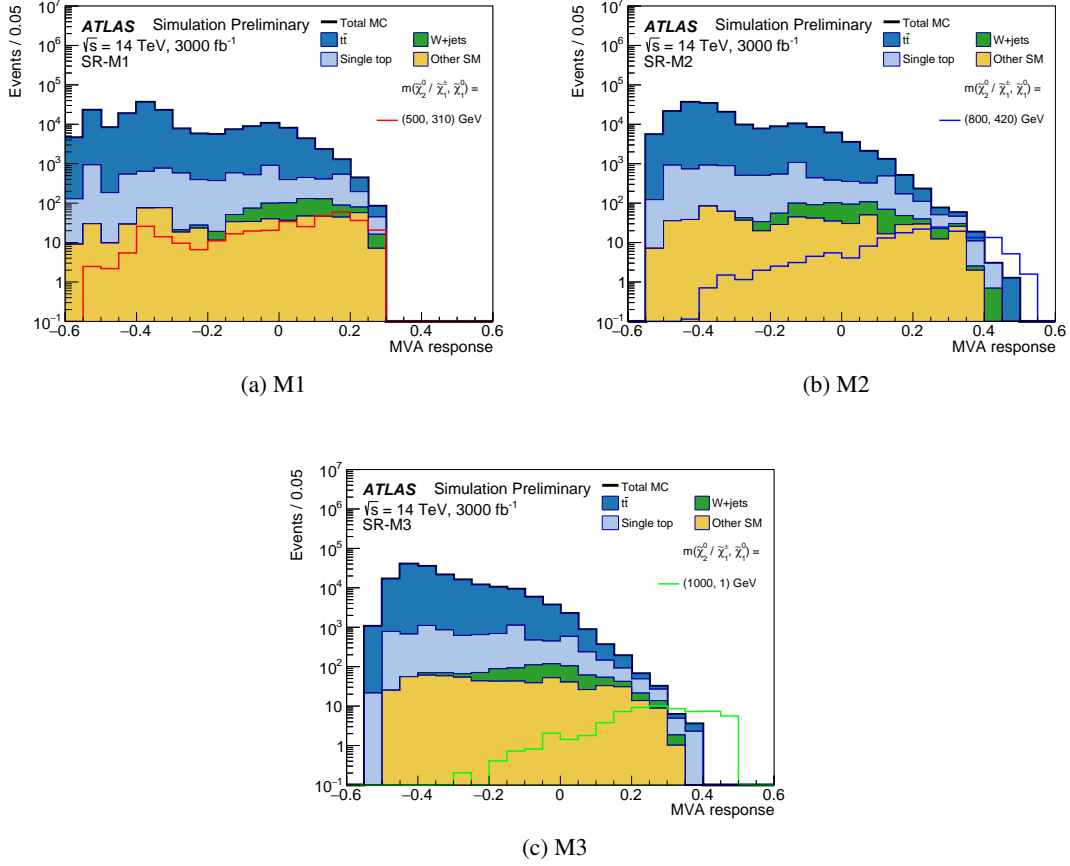 Events / 0.05
10⁷
10⁶
10⁵
10⁴
10³
10²
10
1
10⁻¹
ATLAS Simulation Preliminary
√s = 14 TeV, 3000 fb⁻¹
SR-M1
Total MC
tt̄ W+jets
Single top Other SM
m(χ̃⁰₂ / χ̃±₁, χ̃⁰₁) =
(500, 310) GeV
−0.6 −0.4 −0.2 0 0.2 0.4 0.6
MVA response
(a) M1
Events / 0.05
10⁷
10⁶
10⁵
10⁴
10³
10²
10
1
10⁻¹
ATLAS Simulation Preliminary
√s = 14 TeV, 3000 fb⁻¹
SR-M2
Total MC
tt̄ W+jets
Single top Other SM
m(χ̃⁰₂ / χ̃±₁, χ̃⁰₁) =
(800, 420) GeV
−0.6 −0.4 −0.2 0 0.2 0.4 0.6
MVA response
(b) M2
Events / 0.05
10⁷
10⁶
10⁵
10⁴
10³
10²
10
1
10⁻¹
ATLAS Simulation Preliminary
√s = 14 TeV, 3000 fb⁻¹
SR-M3
Total MC
tt̄ W+jets
Single top Other SM
m(χ̃⁰₂ / χ̃±₁, χ̃⁰₁) =
(1000, 1) GeV
−0.6 −0.4 −0.2 0 0.2 0.4 0.6
MVA response
(c) M3